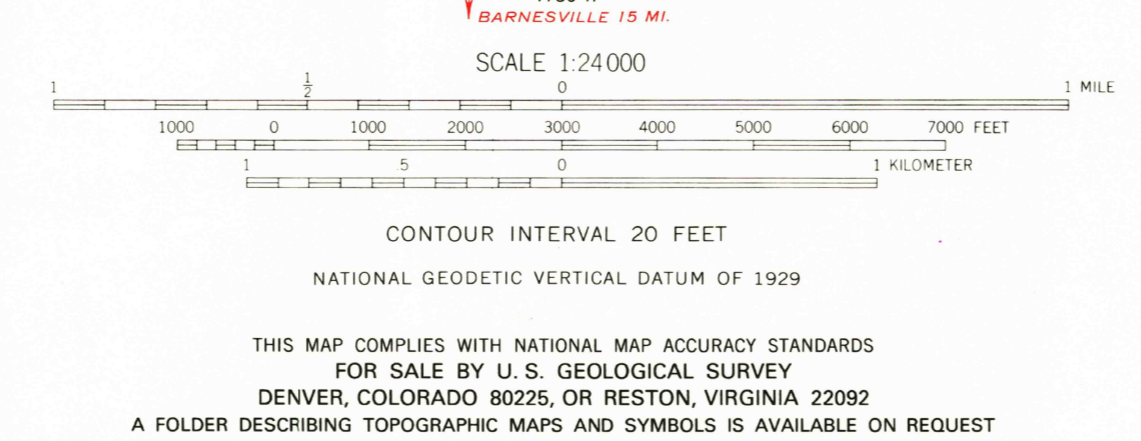 BARNESVILLE 15 MI.
SCALE 1:24000
1 1/2 0 1 MILE
1000 0 1000 2000 3000 4000 5000 6000 7000 FEET
1 .5 0 1 KILOMETER
CONTOUR INTERVAL 20 FEET
NATIONAL GEODETIC VERTICAL DATUM OF 1929
THIS MAP COMPLIES WITH NATIONAL MAP ACCURACY STANDARDS
FOR SALE BY U. S. GEOLOGICAL SURVEY
DENVER, COLORADO 80225, OR RESTON, VIRGINIA 22092
A FOLDER DESCRIBING TOPOGRAPHIC MAPS AND SYMBOLS IS AVAILABLE ON REQUEST